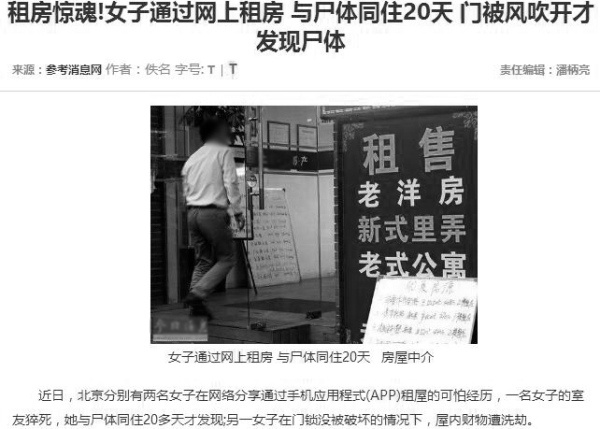 租房惊魂!女子通过网上租房 与尸体同住20天 门被风吹开才
发现尸体
来源：参考消息网 作者：佚名 字号: T | T
责任编辑：潘炳亮
租售
老洋房
新式里弄
老式公寓
女子通过网上租房 与尸体同住20天 房屋中介
近日，北京分别有两名女子在网络分享通过手机应用程式(APP)租屋的可怕经历，一名女子的室
友猝死，她与尸体同住20多天才发现;另一女子在门锁没被破坏的情况下，屋内财物遭洗劫。